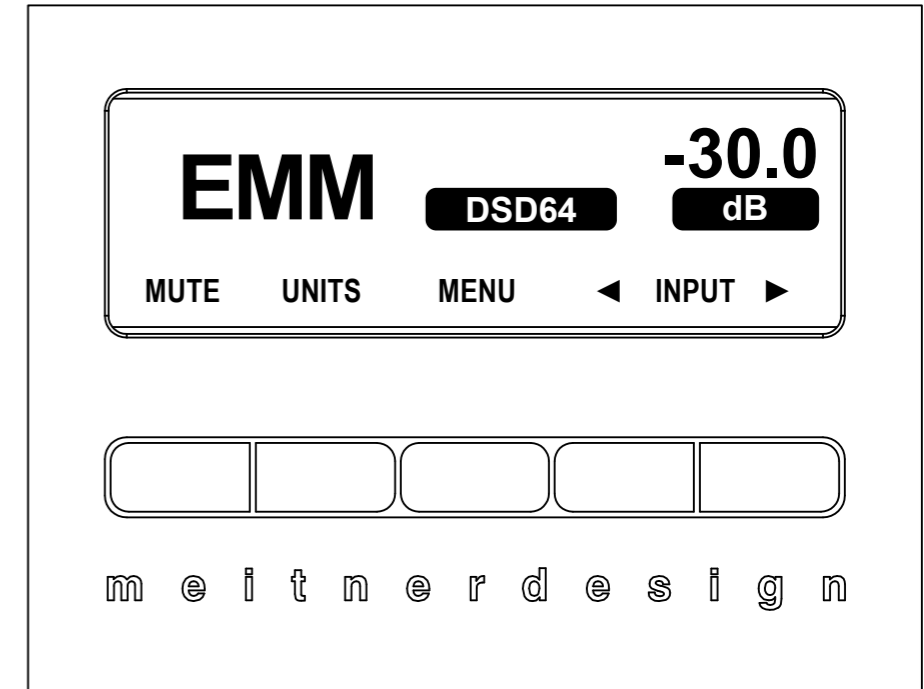 EMM DSD64 -30.0 dB
MUTE UNITS MENU ◄ INPUT ►
meitnerdesign